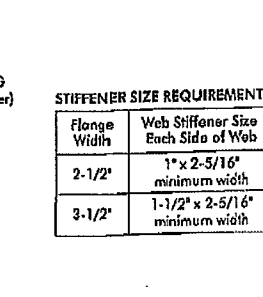 er)
STIFFENER SIZE REQUIREMENT
Flange Width
Web Stiffener Size
Each Side of Web
2-1/2"
1" x 2-5/16"
minimum width
3-1/2"
1-1/2" x 2-5/16"
minimum width